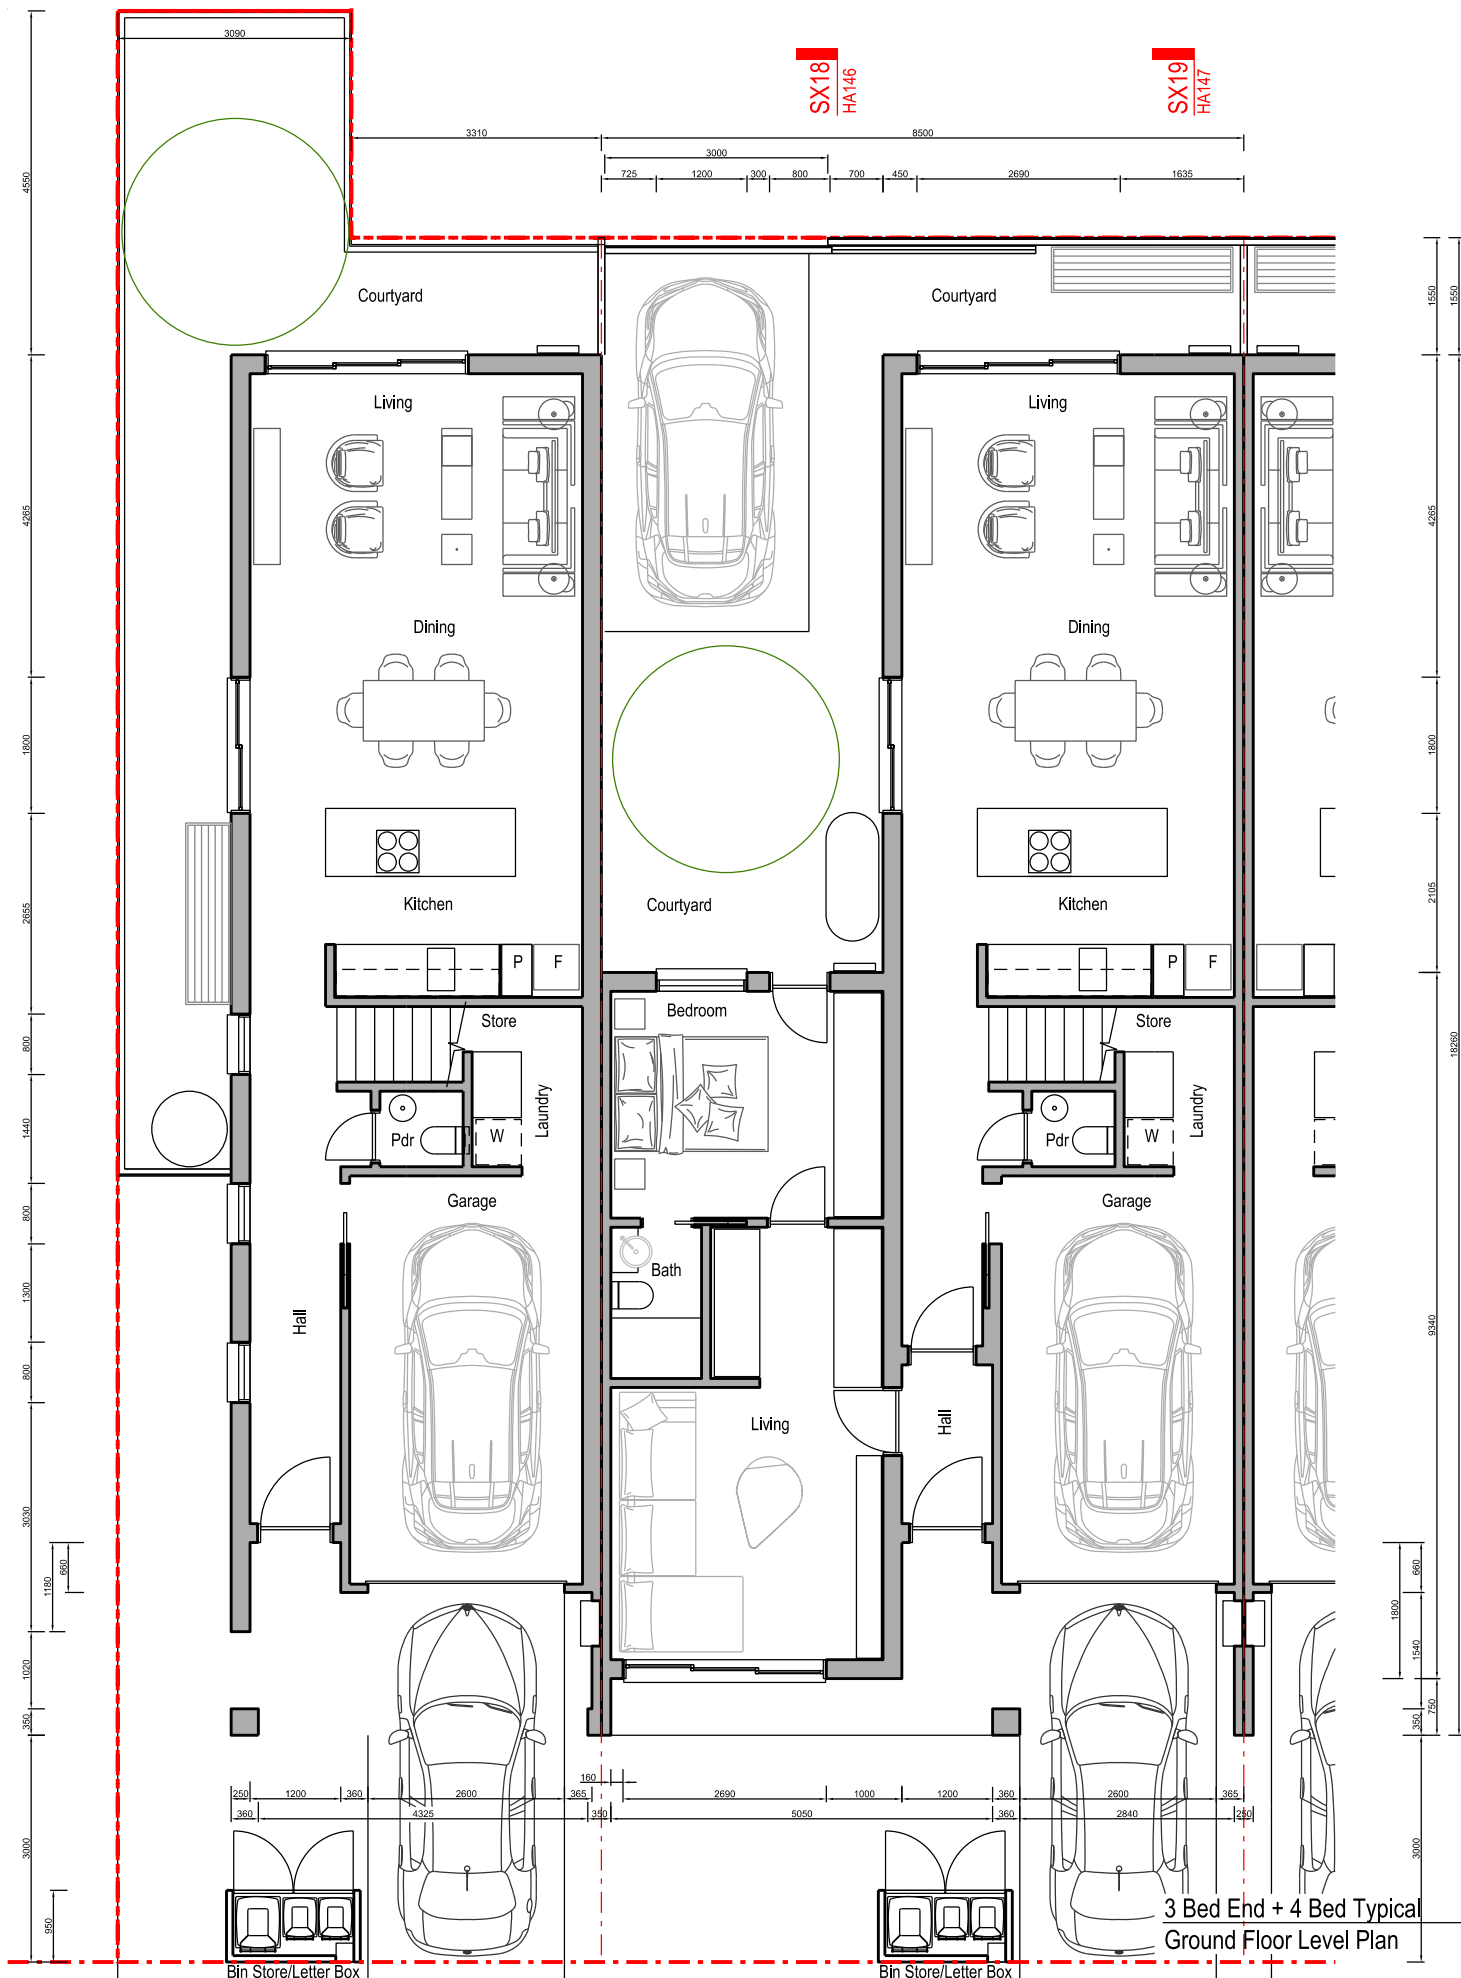 3090
SX18
HA146
SX19
HA147
3310
8500
3000
725
1200
300
800
700
450
2690
1635
4550
1550
1550
Courtyard
Courtyard
Living
Living
4265
4265
Dining
Dining
1800
1800
2655
2105
Kitchen
Courtyard
Kitchen
P
F
P
F
Store
Bedroom
Store
800
18260
Laundry
Laundry
1440
Pdr
W
Pdr
W
800
Garage
Garage
Bath
1300
Hall
9340
800
Living
Hall
3030
660
1180
660
1800
1540
1020
350
350
750
160
250
1200
360
2600
365
2690
1000
1200
360
2600
365
360
4325
350
5050
360
2840
250
3000
3000
950
3 Bed End + 4 Bed Typical
Ground Floor Level Plan
Bin Store/Letter Box
Bin Store/Letter Box